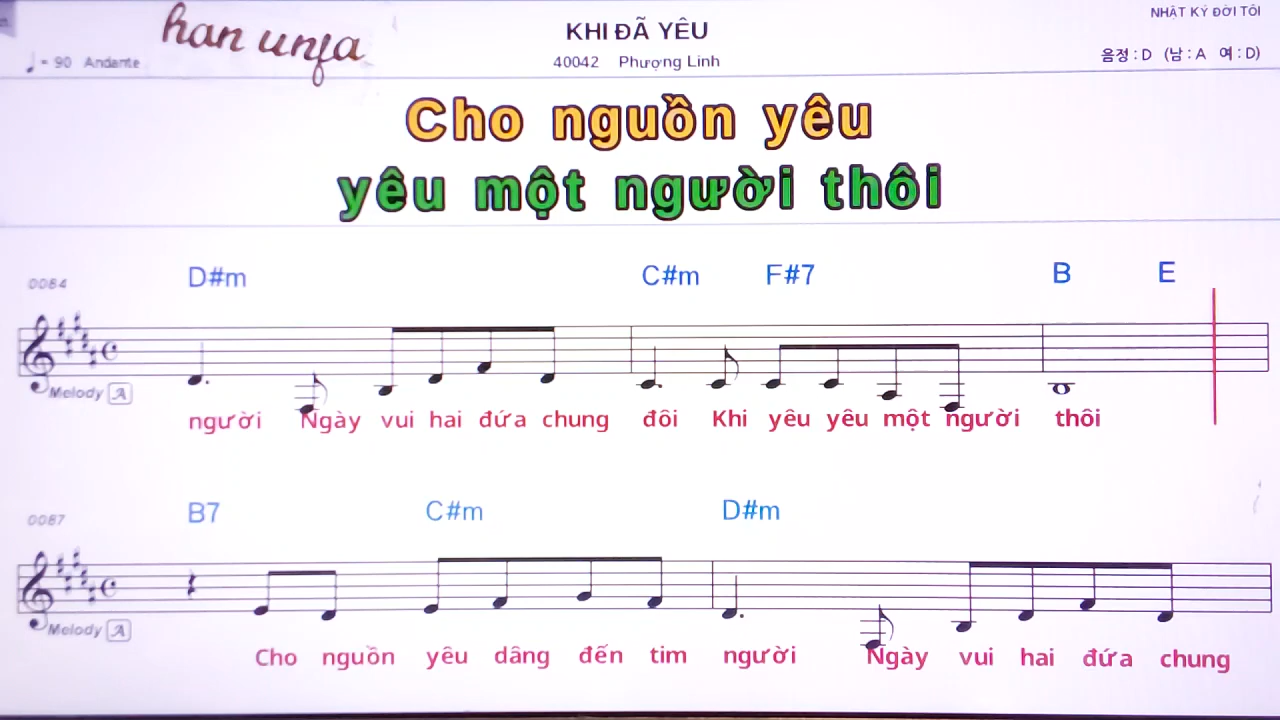 NHẬT KÝ ĐỜI TÔI
han unfa
KHI ĐÃ YÊU
♩ = 90 Andante
40042 Phượng Linh
음정 : D (남 : A 여 : D)
Cho nguồn yêu
yêu một người thôi
0084 D#m C#m F#7 B E
Melody A
người Ngày vui hai đứa chung đôi Khi yêu yêu một người thôi
0087 B7 C#m D#m
Melody A
Cho nguồn yêu dâng đến tim người Ngày vui hai đứa chung